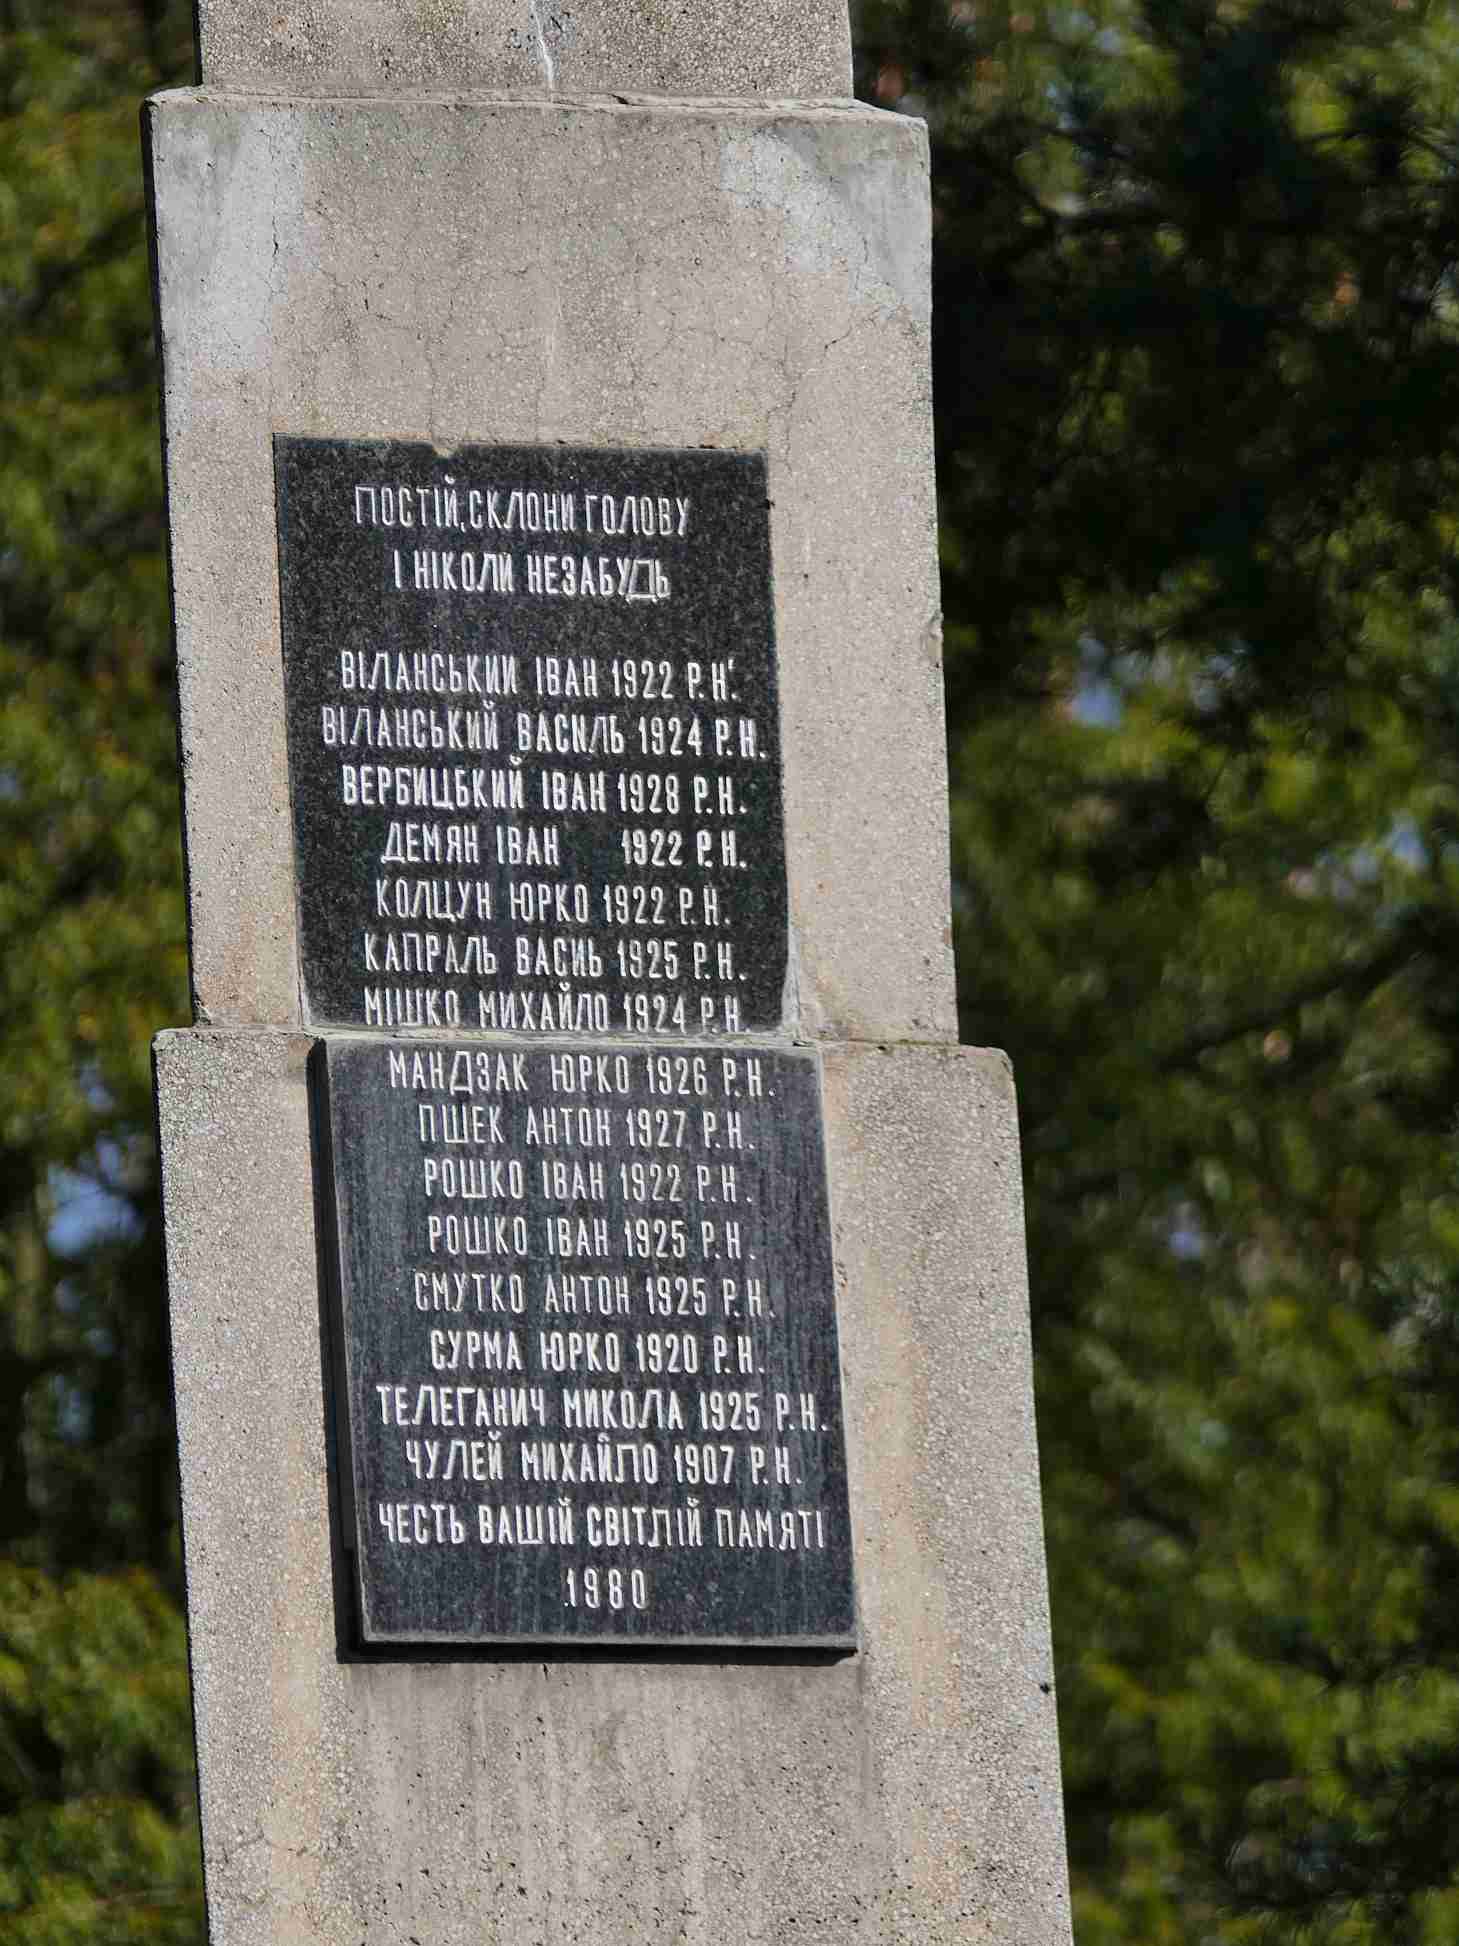 ПОСТІЙ, СКЛОНИ ГОЛОВУ
І НІКОЛИ НЕЗАБУДЬ
ВІЛАНСЬКИЙ ІВАН 1922 Р.Н.
ВІЛАНСЬКИЙ ВАСИЛЬ 1924 Р.Н.
ВЕРБИЦЬКИЙ ІВАН 1928 Р.Н.
ДЕМЯН ІВАН 1922 Р.Н.
КОЛЦУН ЮРКО 1922 Р.Н.
КАПРАЛЬ ВАСИЬ 1925 Р.Н.
МІШКО МИХАЙЛО 1924 Р.Н.
МАНДЗАК ЮРКО 1926 Р.Н.
ПШЕК АНТОН 1927 Р.Н.
РОШКО ІВАН 1922 Р.Н.
РОШКО ІВАН 1925 Р.Н.
СМУТКО АНТОН 1925 Р.Н.
СУРМА ЮРКО 1920 Р.Н.
ТЕЛЕГАНИЧ МИКОЛА 1925 Р.Н.
ЧУЛЕЙ МИХАЙЛО 1907 Р.Н.
ЧЕСТЬ ВАШІЙ СВІТЛІЙ ПАМЯТІ
1980